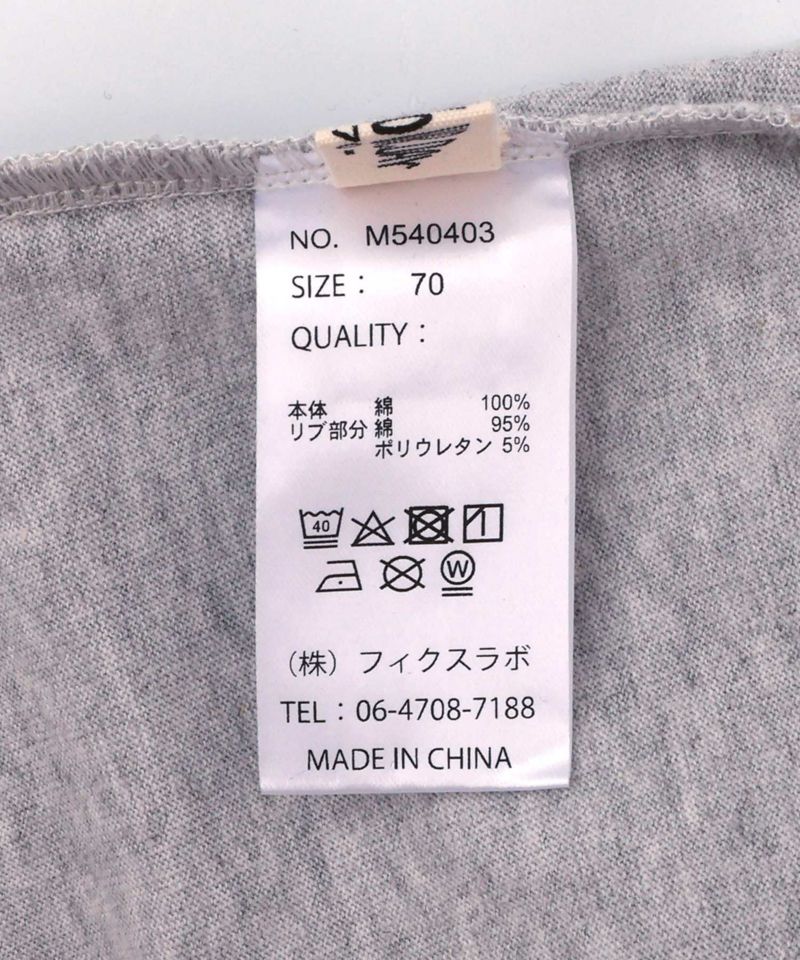 NO. M540403
SIZE： 70
QUALITY：
本体 綿 100%
リブ部分 綿 95%
ポリウレタン 5%
40
W
（株）フィクスラボ
TEL：06-4708-7188
MADE IN CHINA